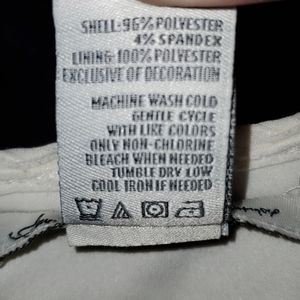 SHELL: 96% POLYESTER
4% SPANDEX
LINING: 100% POLYESTER
EXCLUSIVE OF DECORATION
MACHINE WASH COLD
GENTLE CYCLE
WITH LIKE COLORS
ONLY NON-CHLORINE
BLEACH WHEN NEEDED
TUMBLE DRY LOW
COOL IRON IF NEEDED